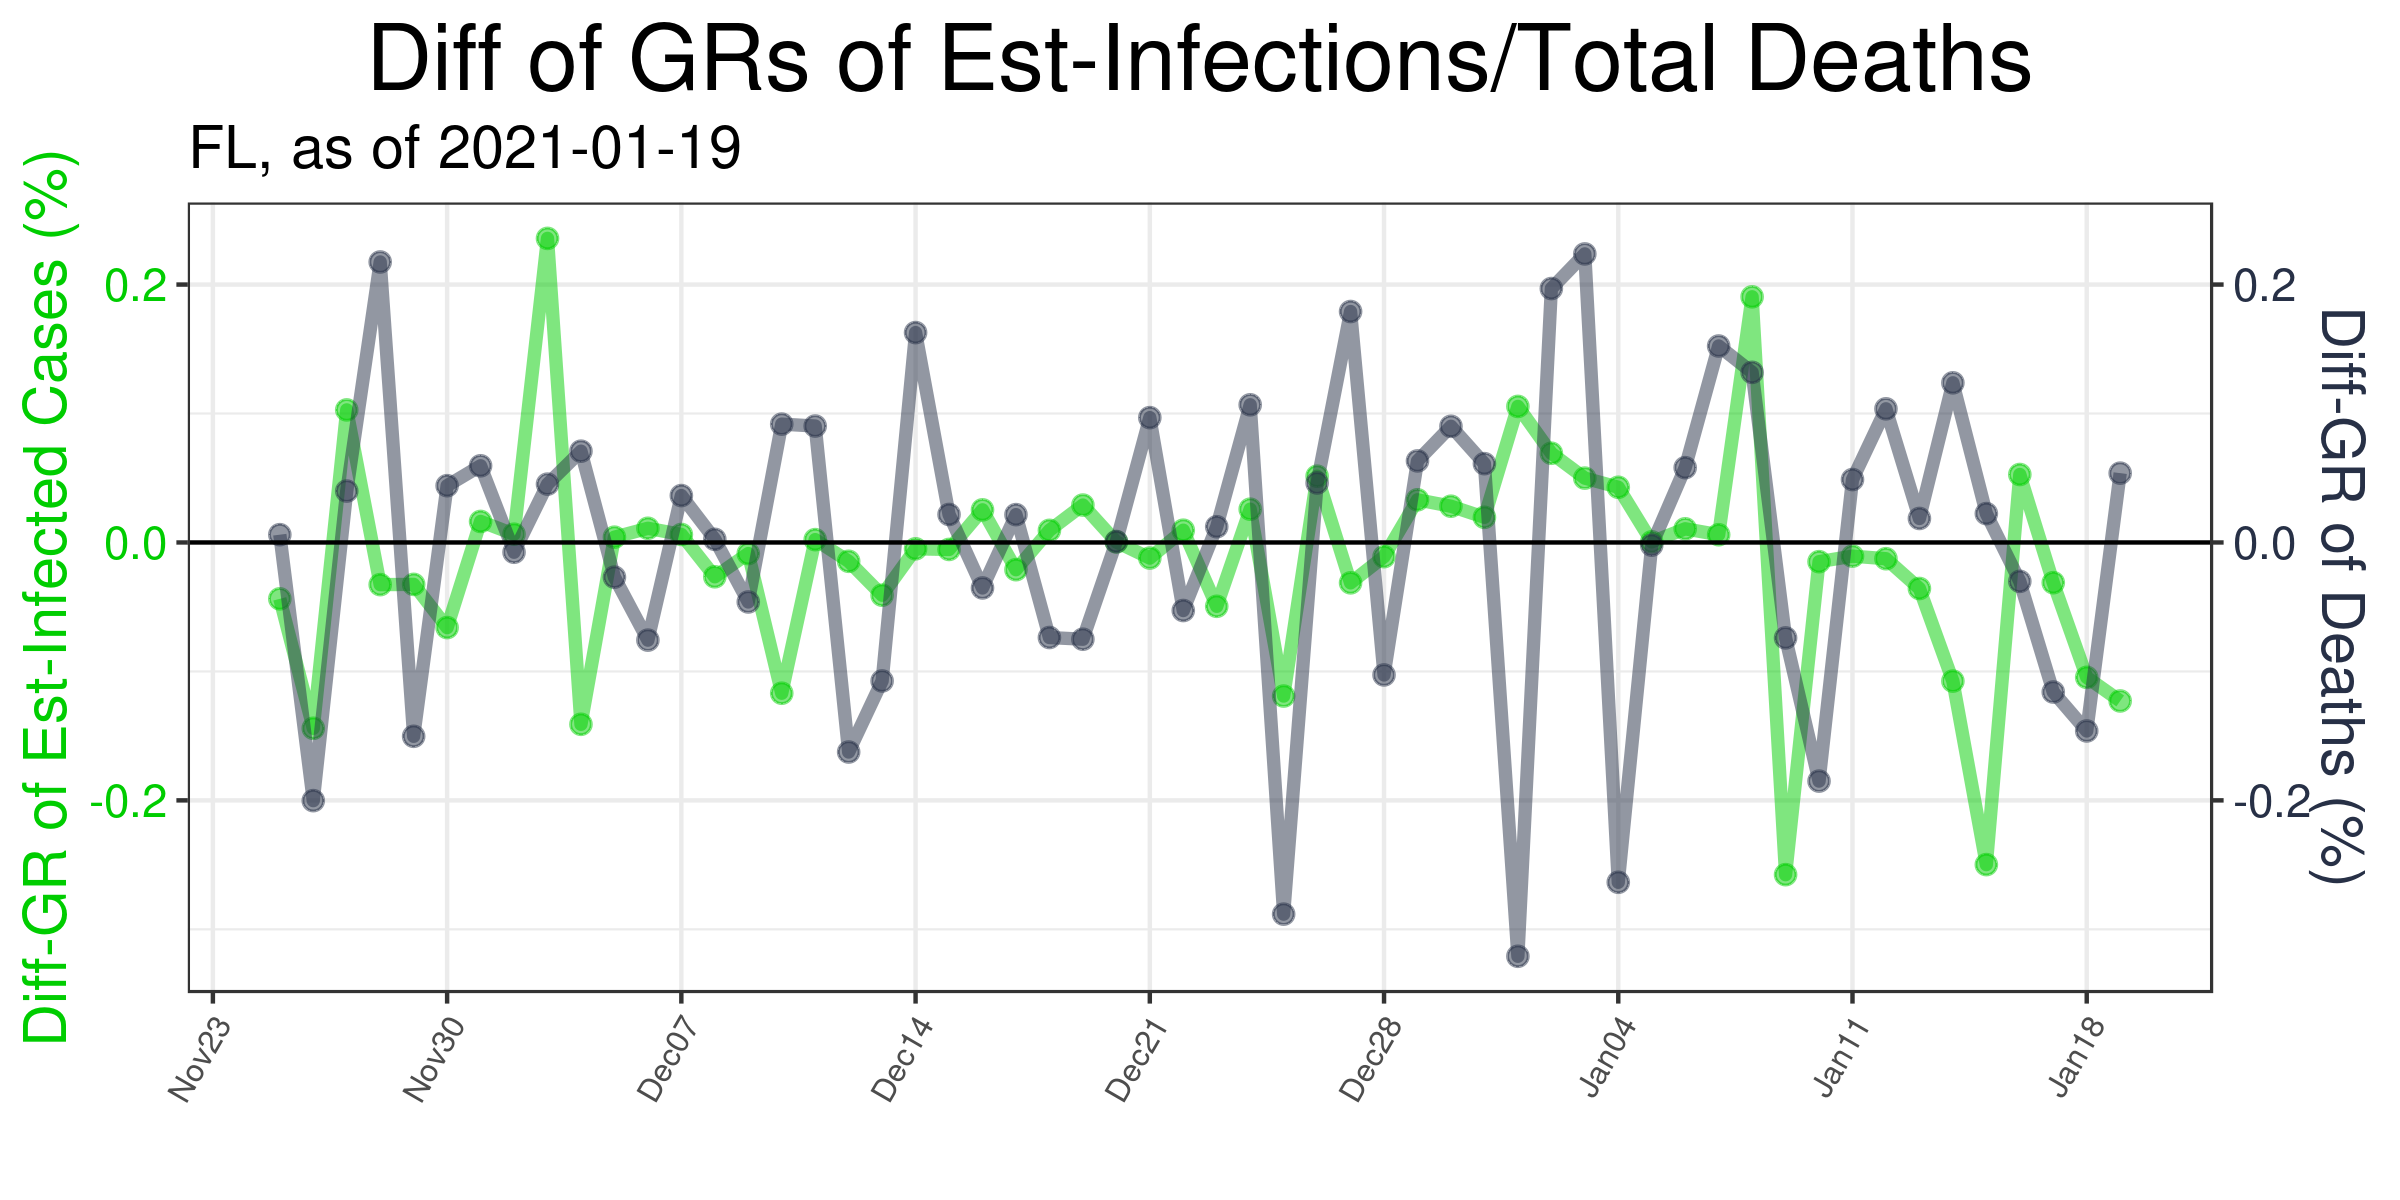 Diff of GRs of Est-Infections/Total Deaths
FL, as of 2021-01-19
Diff-GR of Est-Infected Cases (%)
0.2
0.0
-0.2
0.2
0.0
-0.2
Diff-GR of Deaths (%)
Nov23
Nov30
Dec07
Dec14
Dec21
Dec28
Jan04
Jan11
Jan18